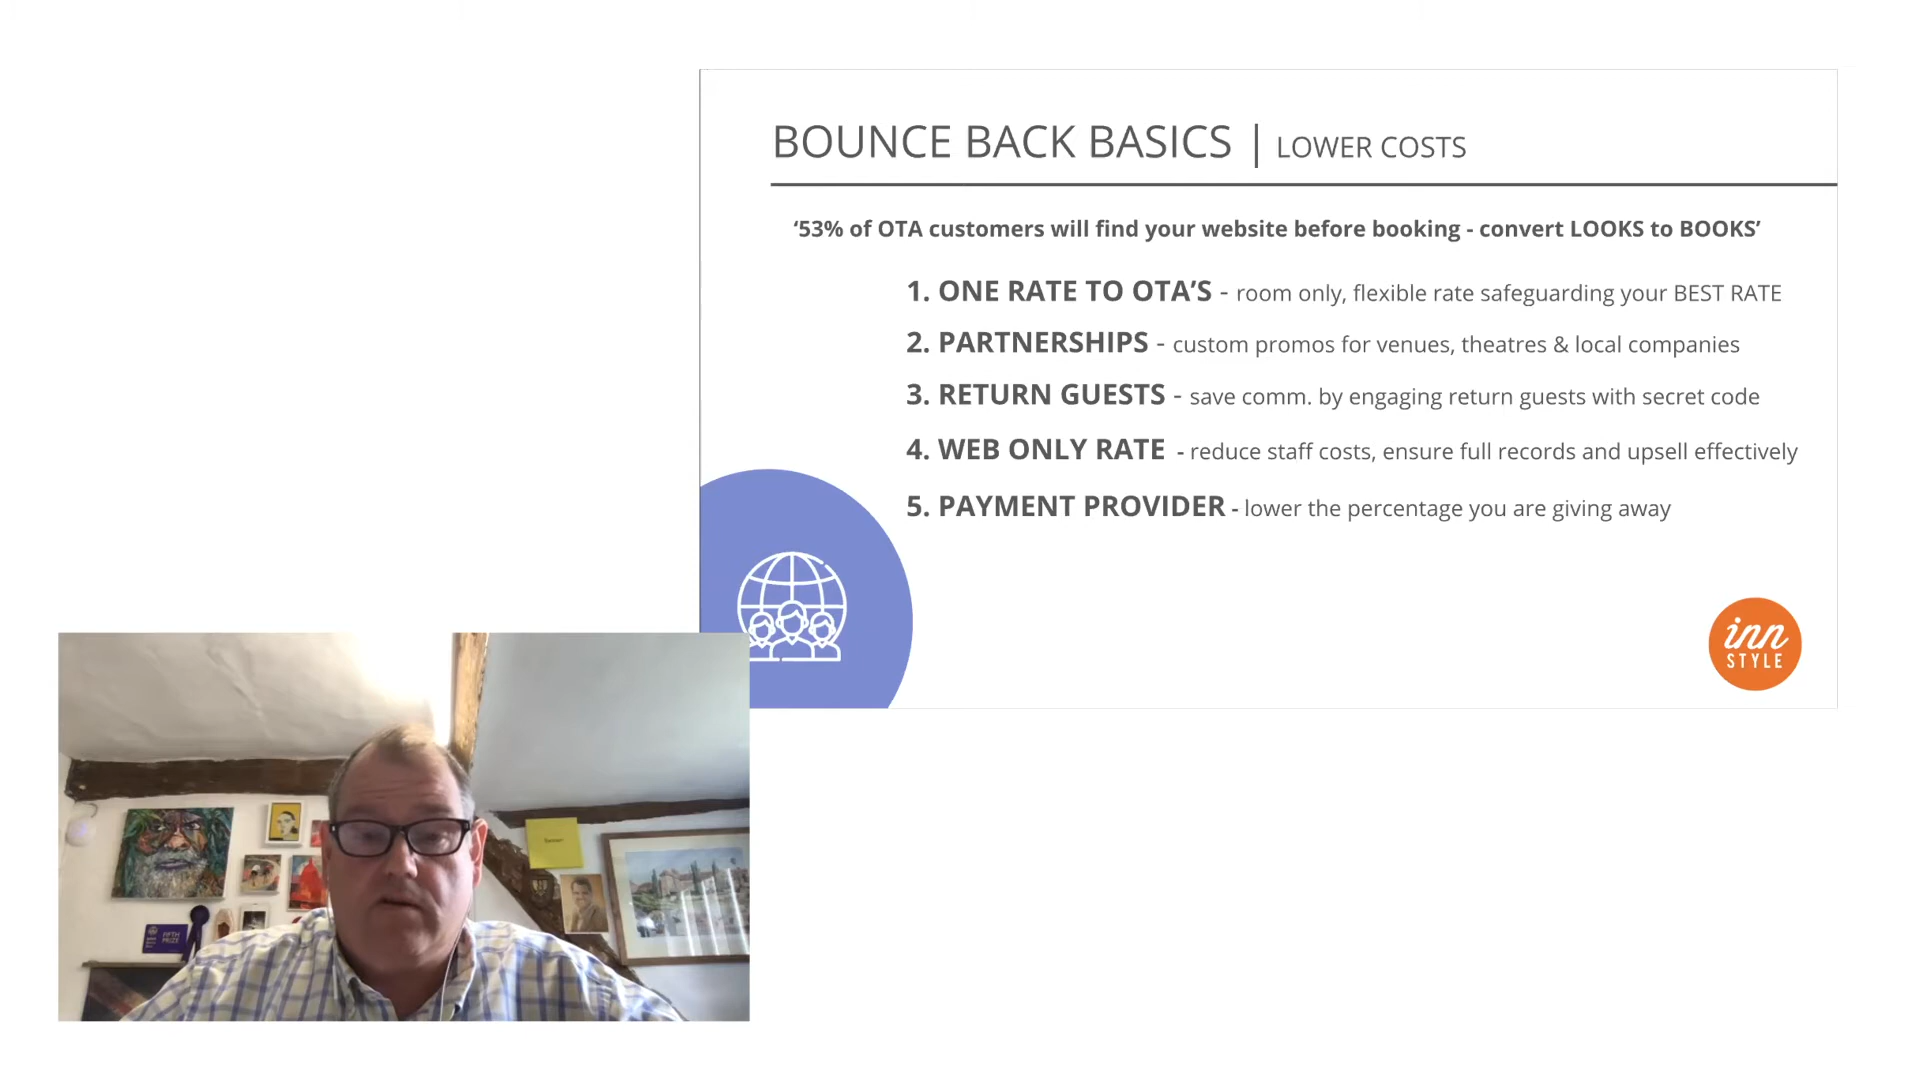 BOUNCE BACK BASICS | LOWER COSTS
‘53% of OTA customers will find your website before booking - convert LOOKS to BOOKS’
1. ONE RATE TO OTA’S - room only, flexible rate safeguarding your BEST RATE
2. PARTNERSHIPS - custom promos for venues, theatres & local companies
3. RETURN GUESTS - save comm. by engaging return guests with secret code
4. WEB ONLY RATE - reduce staff costs, ensure full records and upsell effectively
5. PAYMENT PROVIDER - lower the percentage you are giving away
inn
STYLE
FIFTH
PRIZE